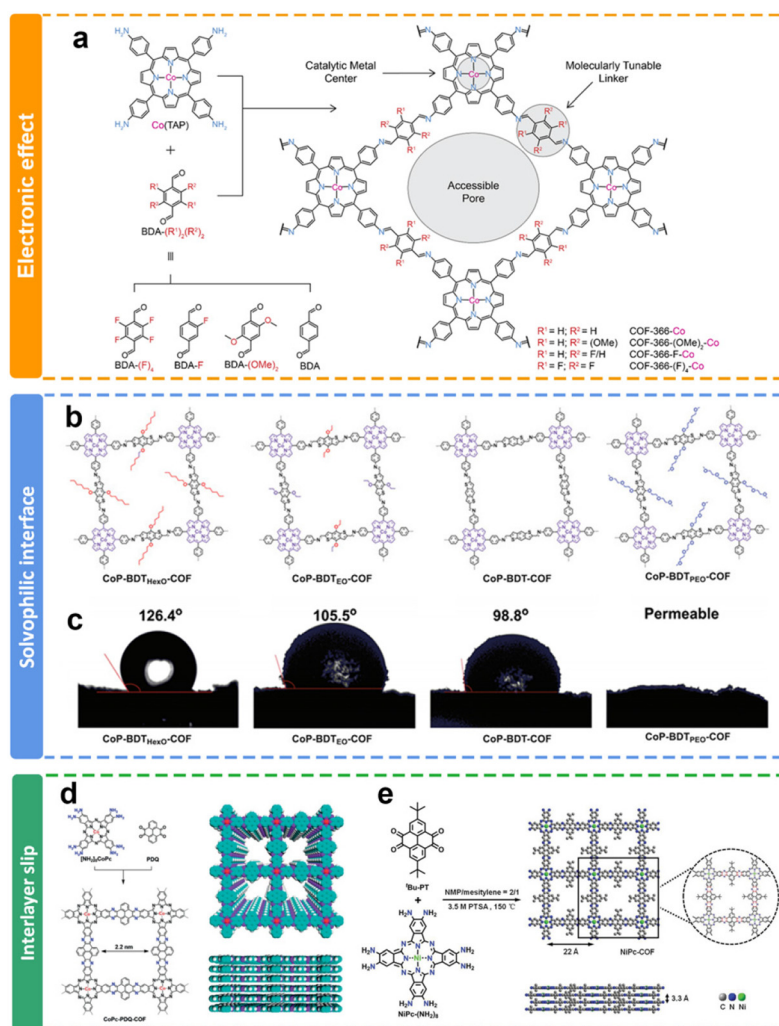 Electronic effect
a
H₂N
NH₂
H₂N
NH₂
Co(TAP)
+
BDA-(R¹)₂(R²)₂
BDA-(F)₄
BDA-F
BDA-(OMe)₂
BDA
Catalytic Metal
Center
Molecularly Tunable
Linker
Accessible
Pore
R¹ = H; R² = H COF-366-Co
R¹ = H; R² = (OMe) COF-366-(OMe)₂-Co
R¹ = H; R² = F/H COF-366-F-Co
R¹ = F; R² = F COF-366-(F)₄-Co
Solvophilic interface
b
CoP-BDT_HexO-COF
CoP-BDT_EO-COF
CoP-BDT-COF
CoP-BDT_PEO-COF
c
126.4°
105.5°
98.8°
Permeable
CoP-BDT_HexO-COF
CoP-BDT_EO-COF
CoP-BDT-COF
CoP-BDT_PEO-COF
Interlayer slip
d
[NH₂]₈CoPc
PDQ
2.2 nm
CoPc-PDQ-COF
e
ᵗBu-PT
+
NiPc-(NH₂)₈
NMP/mesitylene = 2/1
3.5 M PTSA, 150 ℃
22 Å
NiPc-COF
3.3 Å
C N Ni